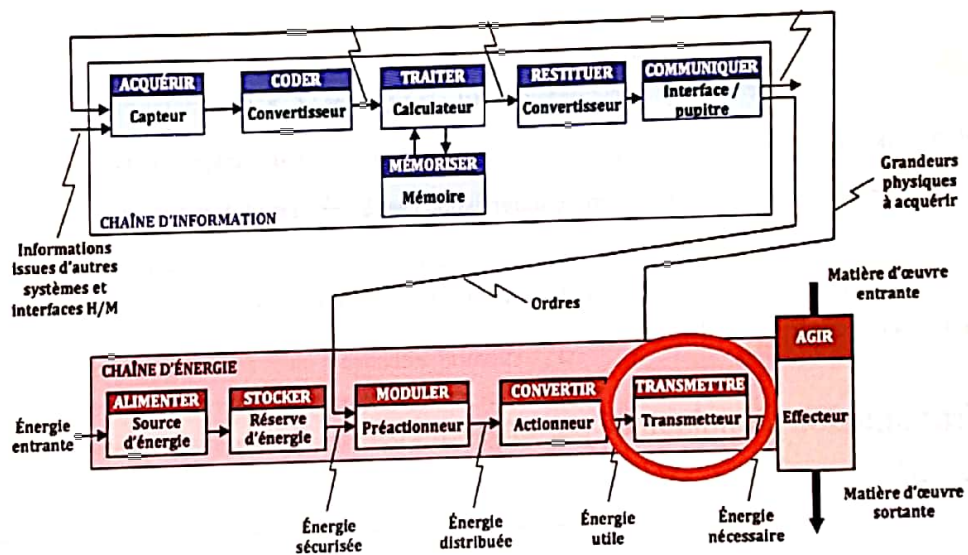 ACQUÉRIR
Capteur
CODER
Convertisseur
TRAITER
Calculateur
RESTITUER
Convertisseur
COMMUNIQUER
Interface /
pupitre
MÉMORISER
Mémoire
CHAÎNE D'INFORMATION
Grandeurs
physiques
à acquérir
Informations
issues d'autres
systèmes et
interfaces H/M
Ordres
Matière d'œuvre
entrante
CHAÎNE D'ÉNERGIE
Énergie
entrante
ALIMENTER
Source
d'énergie
STOCKER
Réserve
d'énergie
MODULER
Préactionneur
CONVERTIR
Actionneur
TRANSMETTRE
Transmetteur
AGIR
Effecteur
Énergie
sécurisée
Énergie
distribuée
Énergie
utile
Énergie
nécessaire
Matière d'œuvre
sortante